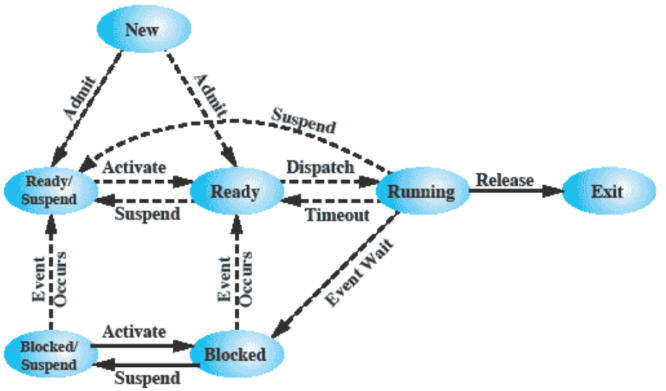 New
Admit
Admit
Suspend
Ready/
Suspend
Activate
Suspend
Ready
Dispatch
Timeout
Running
Release
Exit
Event
Occurs
Event
Occurs
Event Wait
Blocked/
Suspend
Activate
Suspend
Blocked